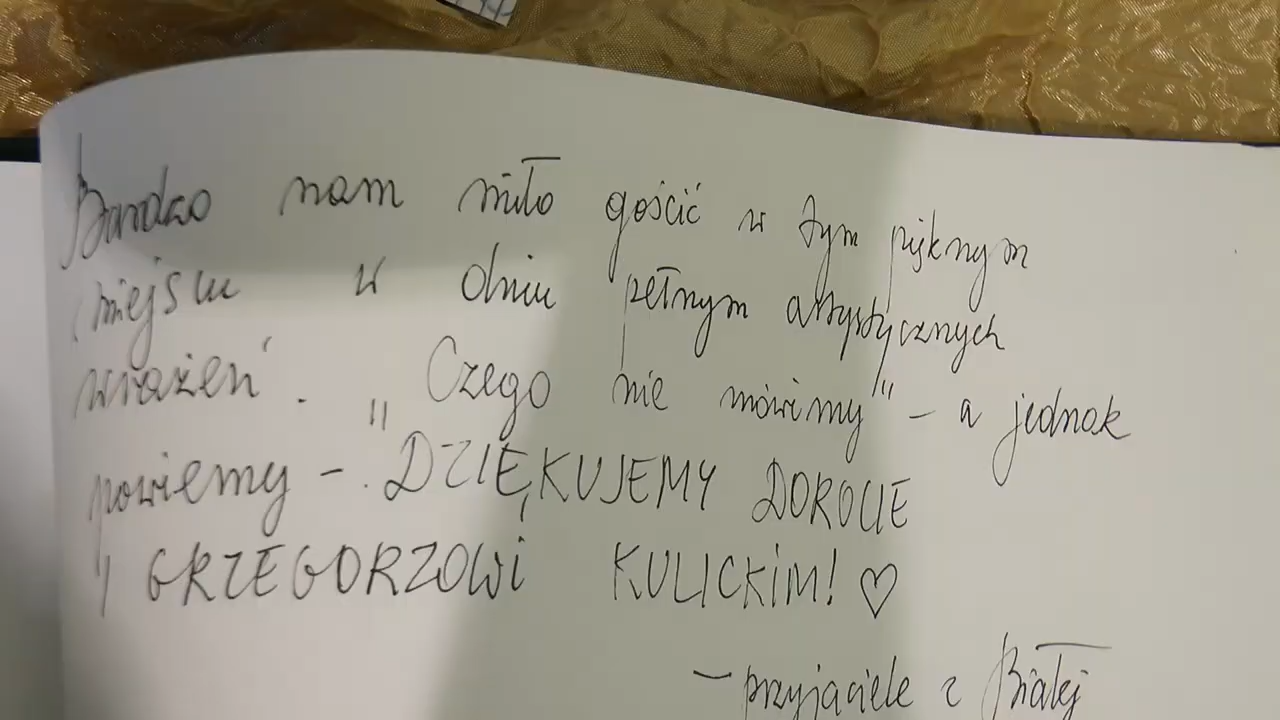 Bardzo nam miło gościć w tym pięknym
miejscu w dniu pełnym artystycznych
wrażeń. „Czego nie mówimy" – a jednak
powiemy – DZIĘKUJEMY DOROCIE
i GRZEGORZOWI KULICKIM! ♡
– przyjaciele z Białej